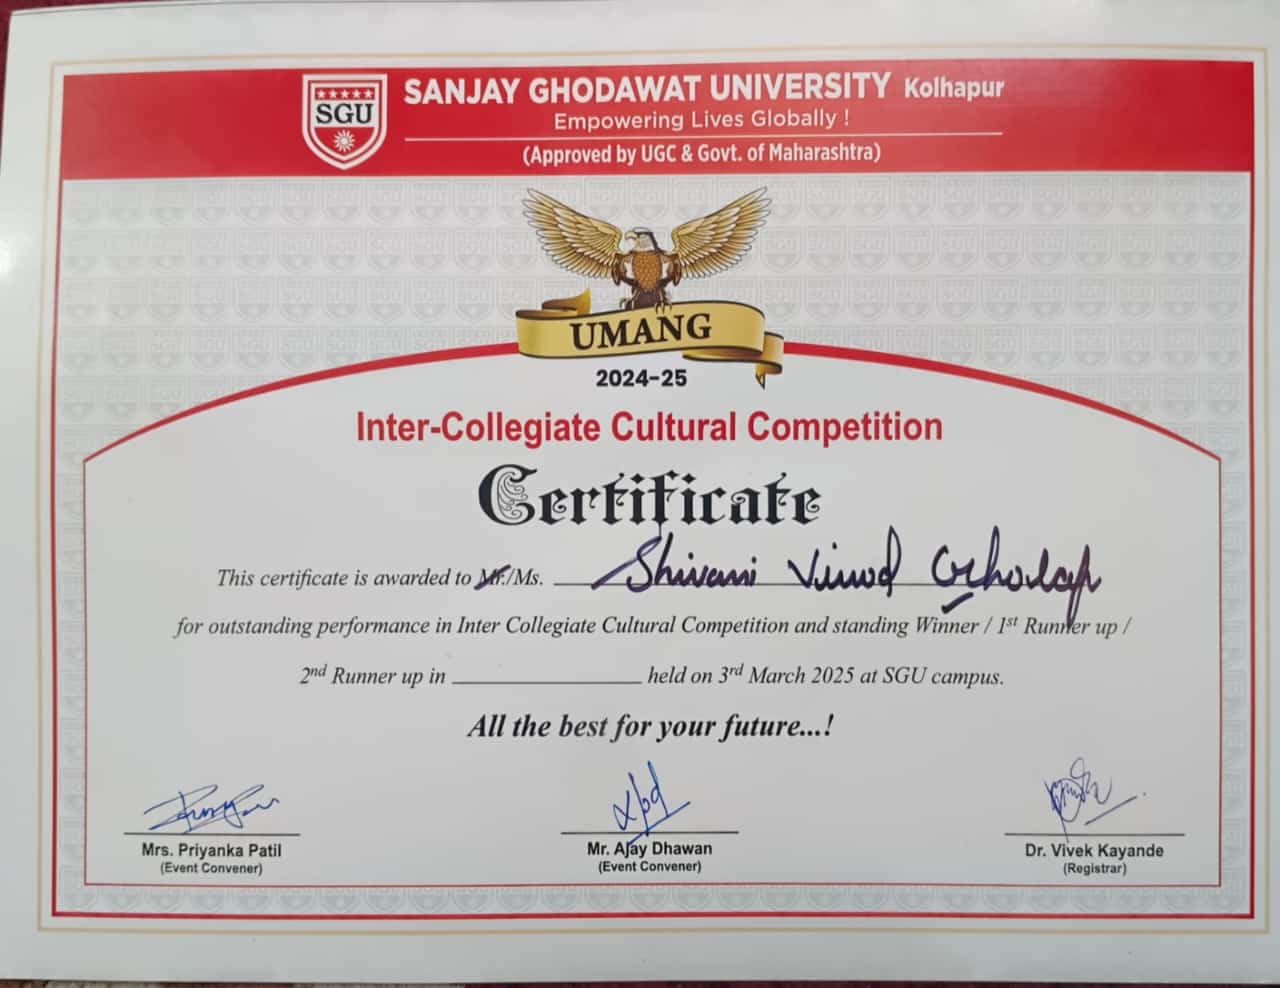 SGU
SANJAY GHODAWAT UNIVERSITY Kolhapur
Empowering Lives Globally !
(Approved by UGC & Govt. of Maharashtra)
UMANG
2024-25
Inter-Collegiate Cultural Competition
Certificate
This certificate is awarded to Mr./Ms. Shivani Vinod
for outstanding performance in Inter Collegiate Cultural Competition and standing Winner / 1st Runner up /
2nd Runner up in ____________ held on 3rd March 2025 at SGU campus.
All the best for your future...!
Mrs. Priyanka Patil
(Event Convener)
Mr. Ajay Dhawan
(Event Convener)
Dr. Vivek Kayande
(Registrar)